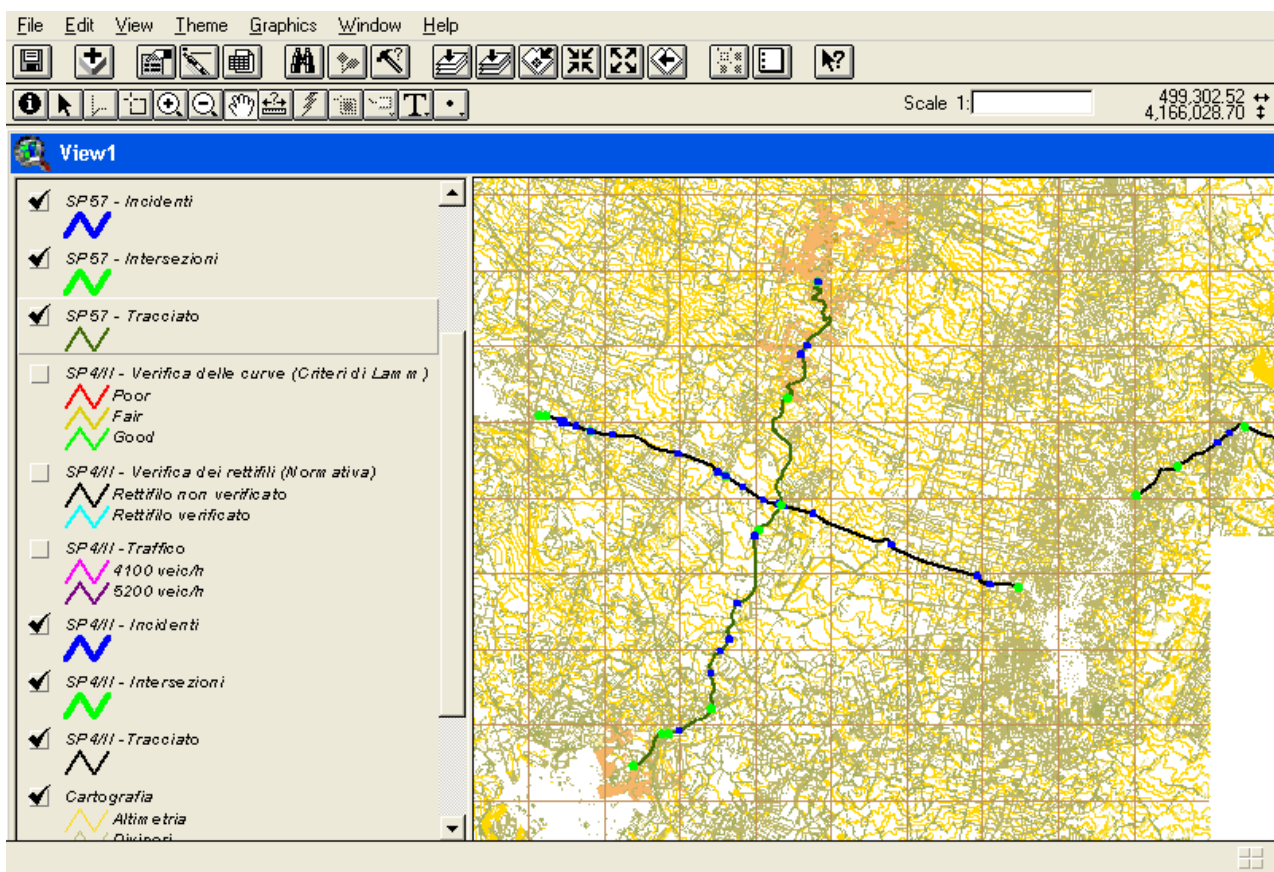 File Edit View Theme Graphics Window Help
Scale 1:
499,302.52
4,166,028.70
View1
SP57 - Incidenti
SP57 - Intersezioni
SP57 - Tracciato
SP4/II - Verifica delle curve (Criteri di Lamm)
Poor
Fair
Good
SP4/II - Verifica dei rettifili (Normativa)
Rettifilo non verificato
Rettifilo verificato
SP4/II - Traffico
4100 veic/h
5200 veic/h
SP4/II - Incidenti
SP4/II - Intersezioni
SP4/II - Tracciato
Cartografia
Altimetria